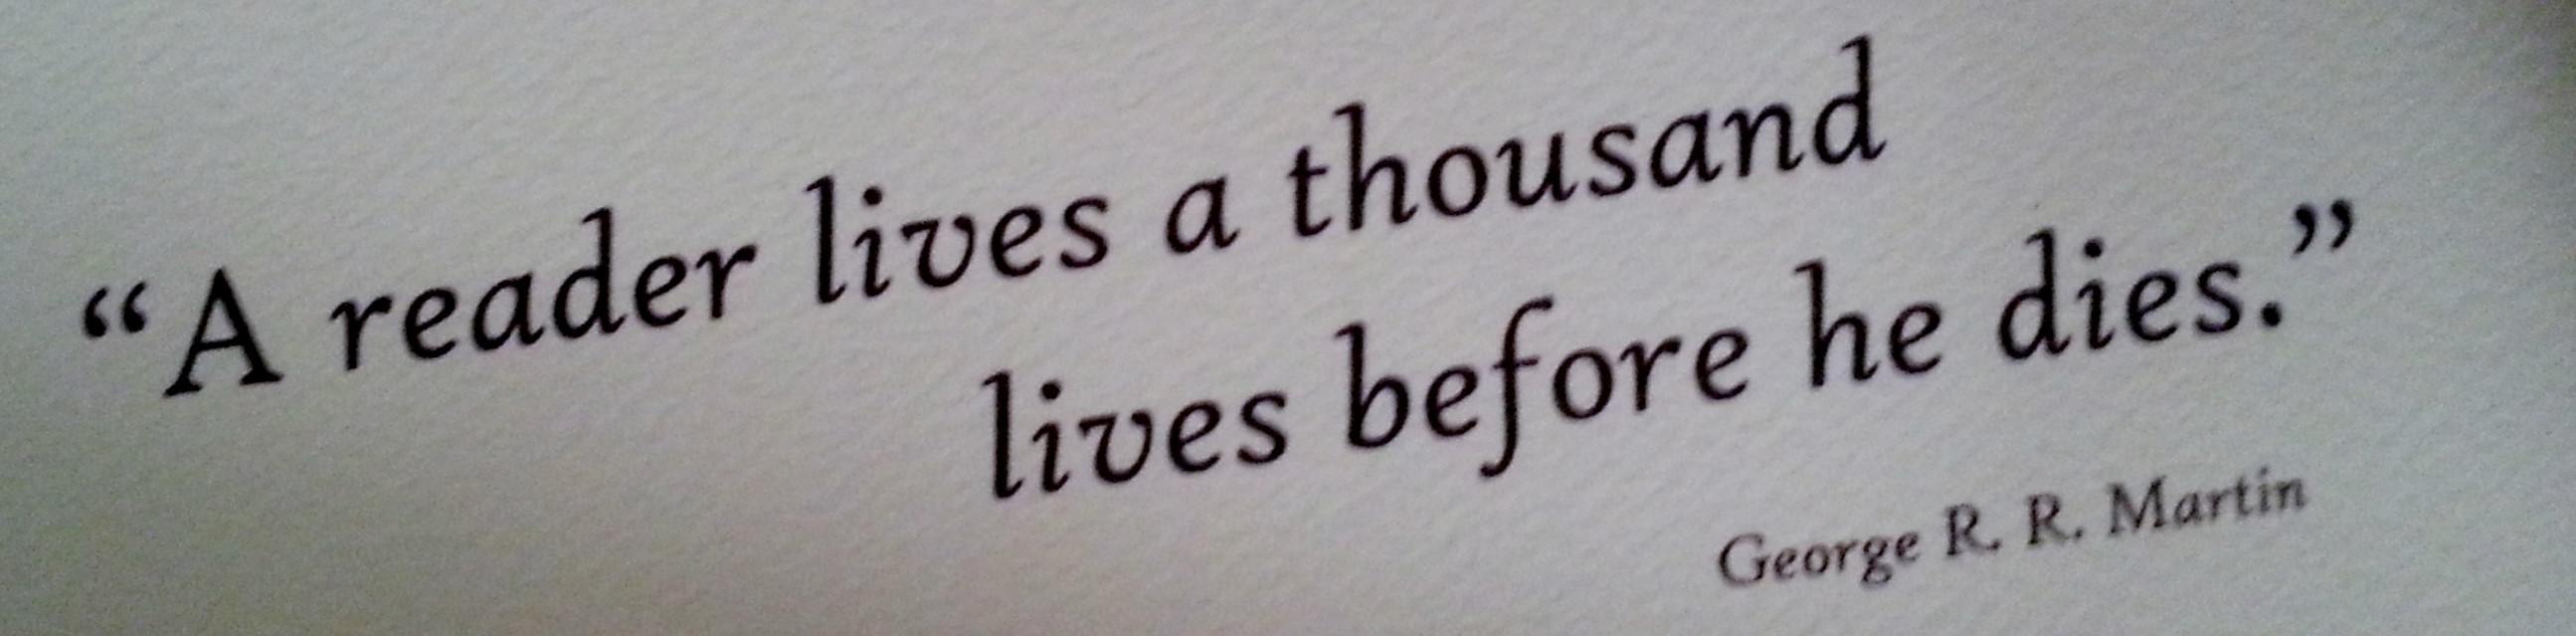 “A reader lives a thousand
lives before he dies.”
George R. R. Martin